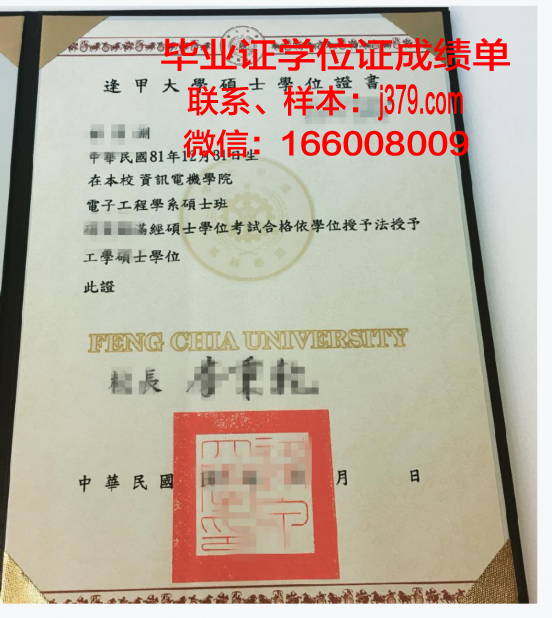 毕业证学位证成绩单
逢甲大學碩士學位證書
联系、样本：j379.com
微信：166008009
中華民國81年12月31日生
在本校資訊電機學院
電子工程學系碩士班
滿經碩士學位考試合格依學位授予法授予
工學碩士學位
此證
FENG CHIA UNIVERSITY
校長
中華民國 月 日